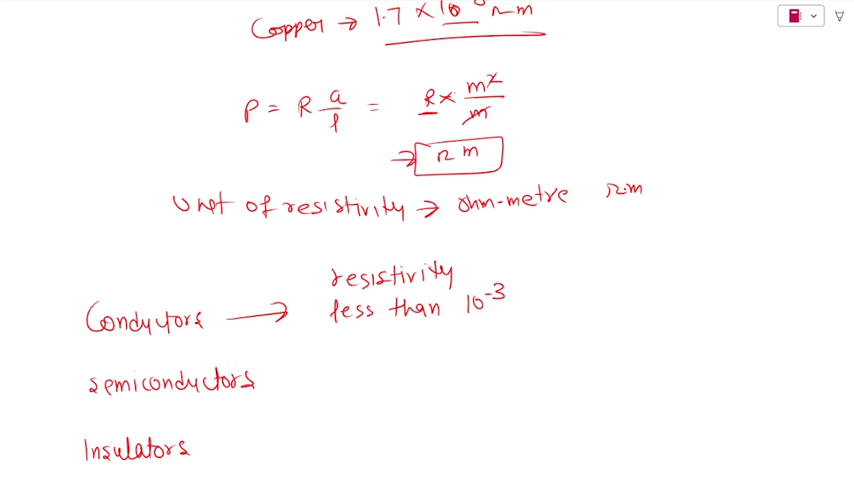 Copper → 1.7 × 10 Ωm
ρ = R a/l = R × m²/m
→ Ωm
Unit of resistivity → ohm-metre Ωm
resistivity
Conductors → less than 10⁻³
semiconductors
Insulators